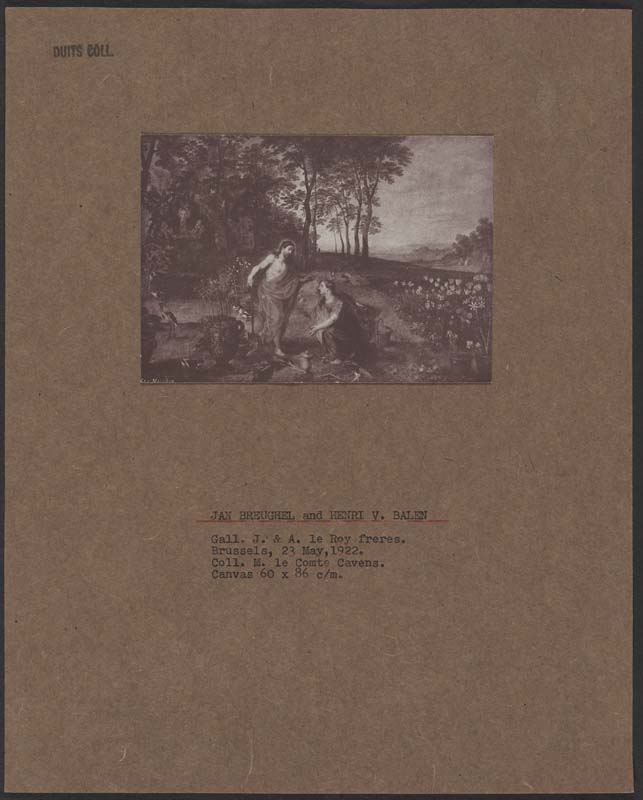 DUITS COLL.
JAN BREUGHEL and HENRI V. BALEN
Gall. J. & A. le Roy freres.
Brussels, 23 May,1922.
Coll. M. le Comte Cavens.
Canvas 60 x 86 c/m.